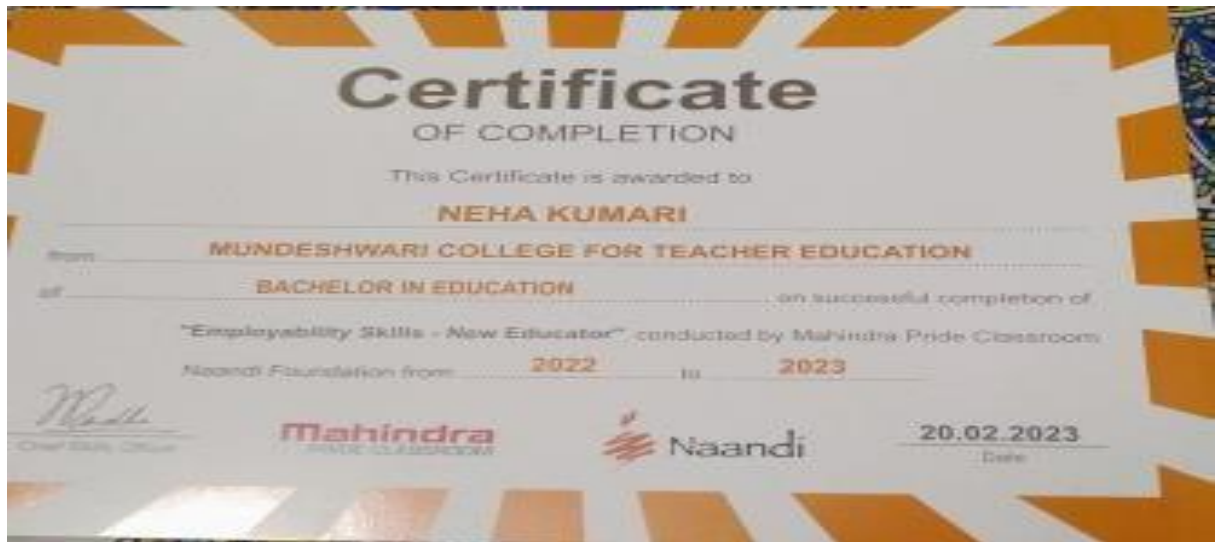 Certificate
OF COMPLETION
This Certificate is awarded to
NEHA KUMARI
from MUNDESHWARI COLLEGE FOR TEACHER EDUCATION
of BACHELOR IN EDUCATION on successful completion of
"Employability Skills - New Educator" conducted by Mahindra Pride Classroom
Naandi Foundation from 2022 to 2023
Mahindra
PRIDE CLASSROOM
Naandi
20.02.2023
Chief Skills Officer
Date